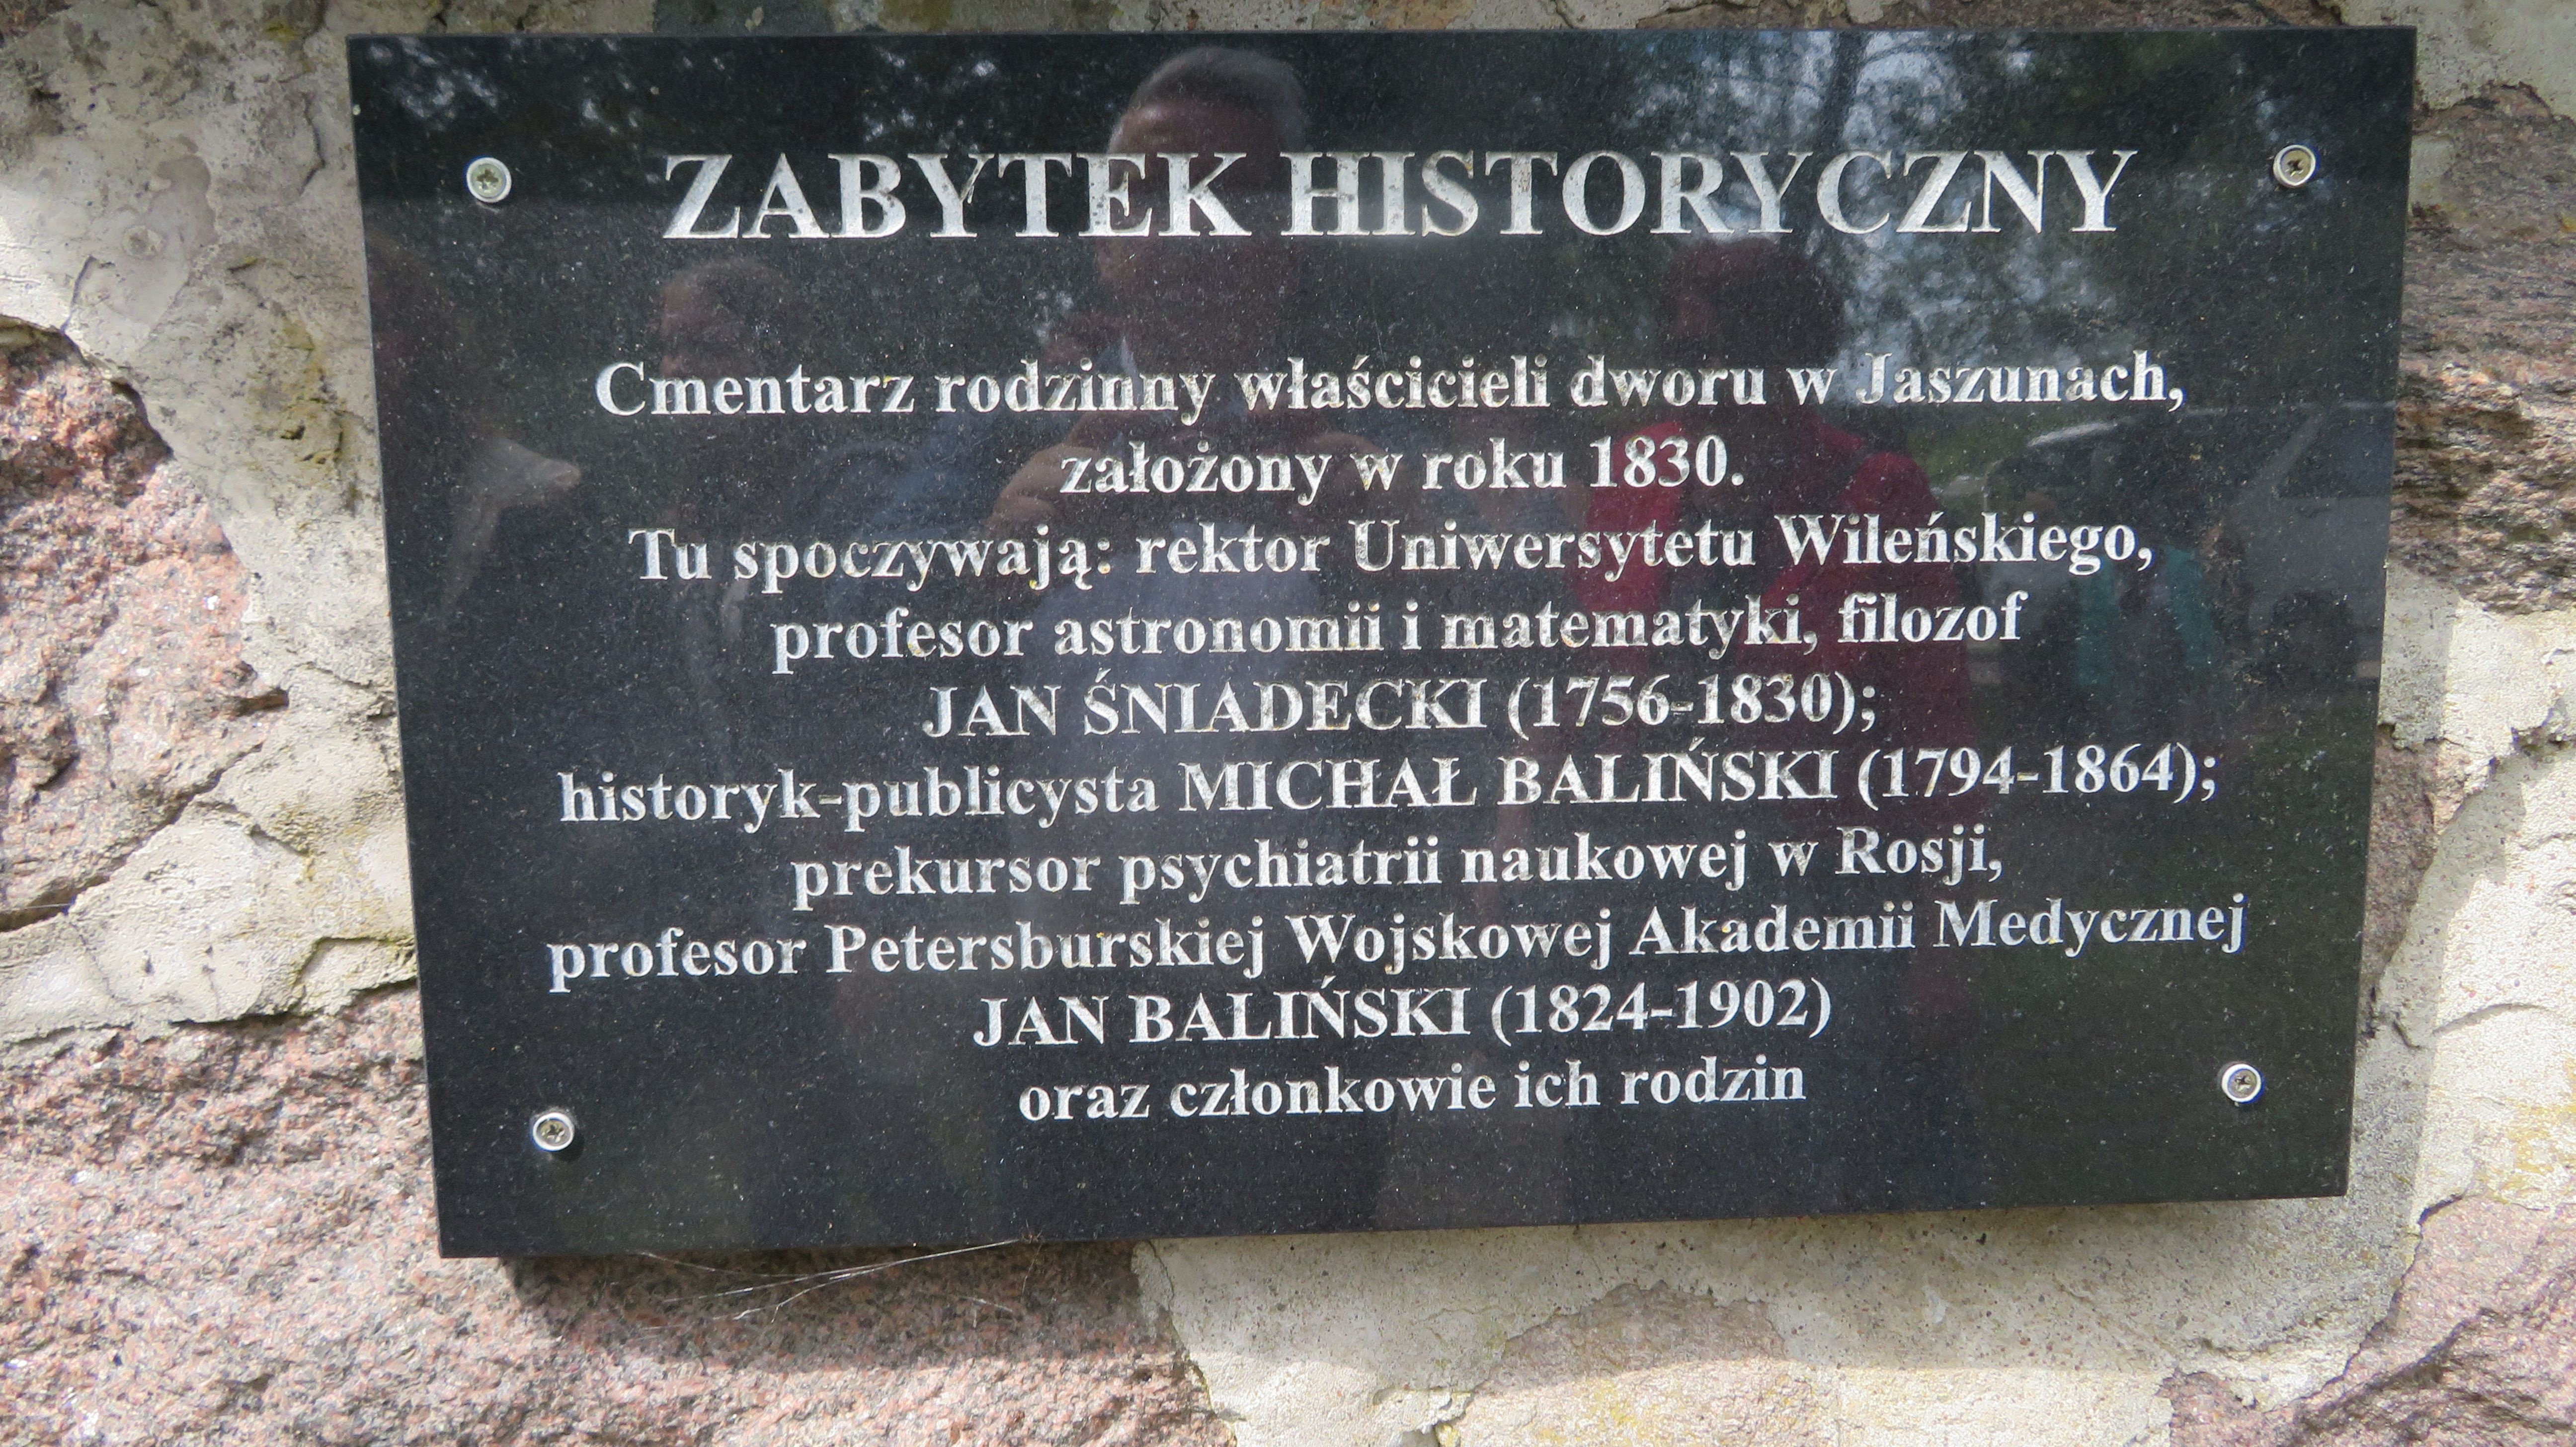 ZABYTEK HISTORYCZNY
Cmentarz rodzinny właścicieli dworu w Jaszunach,
założony w roku 1830.
Tu spoczywają: rektor Uniwersytetu Wileńskiego,
profesor astronomii i matematyki, filozof
JAN ŚNIADECKI (1756-1830);
historyk-publicysta MICHAŁ BALIŃSKI (1794-1864);
prekursor psychiatrii naukowej w Rosji,
profesor Petersburskiej Wojskowej Akademii Medycznej
JAN BALIŃSKI (1824-1902)
oraz członkowie ich rodzin